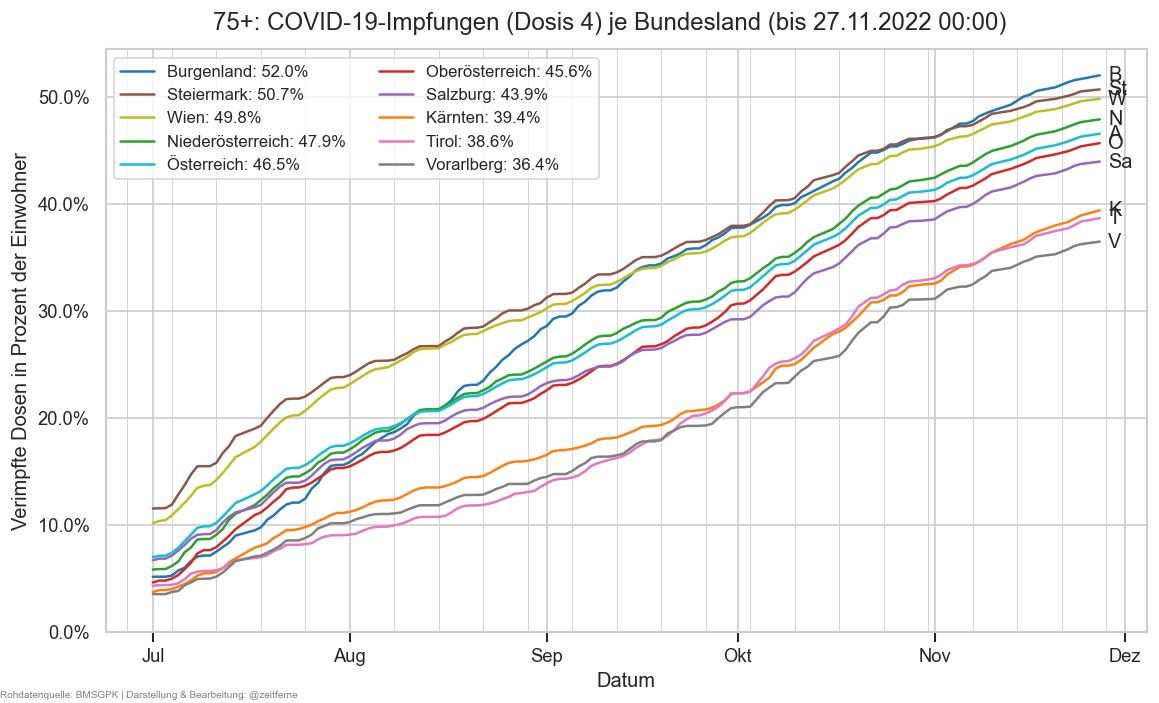 75+: COVID-19-Impfungen (Dosis 4) je Bundesland (bis 27.11.2022 00:00)
Burgenland: 52.0%
Steiermark: 50.7%
Wien: 49.8%
Niederösterreich: 47.9%
Österreich: 46.5%
Oberösterreich: 45.6%
Salzburg: 43.9%
Kärnten: 39.4%
Tirol: 38.6%
Vorarlberg: 36.4%
Verimpfte Dosen in Prozent der Einwohner
50.0%
40.0%
30.0%
20.0%
10.0%
0.0%
B
St
W
N
A
O
Sa
K
T
V
Jul Aug Sep Okt Nov Dez
Datum
Rohdatenquelle: BMSGPK | Darstellung & Bearbeitung: @zeitferne